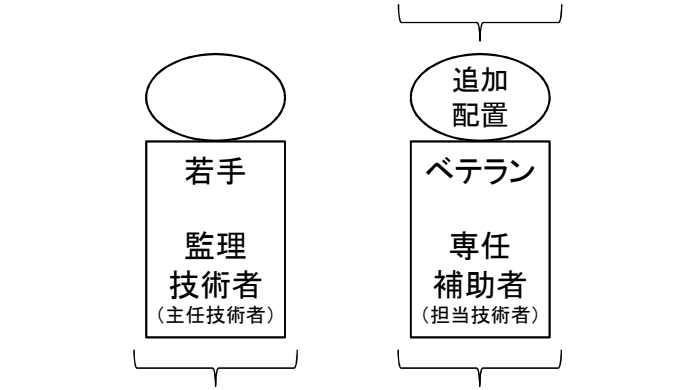 追加
配置
若手
監理
技術者
（主任技術者）
ベテラン
専任
補助者
（担当技術者）